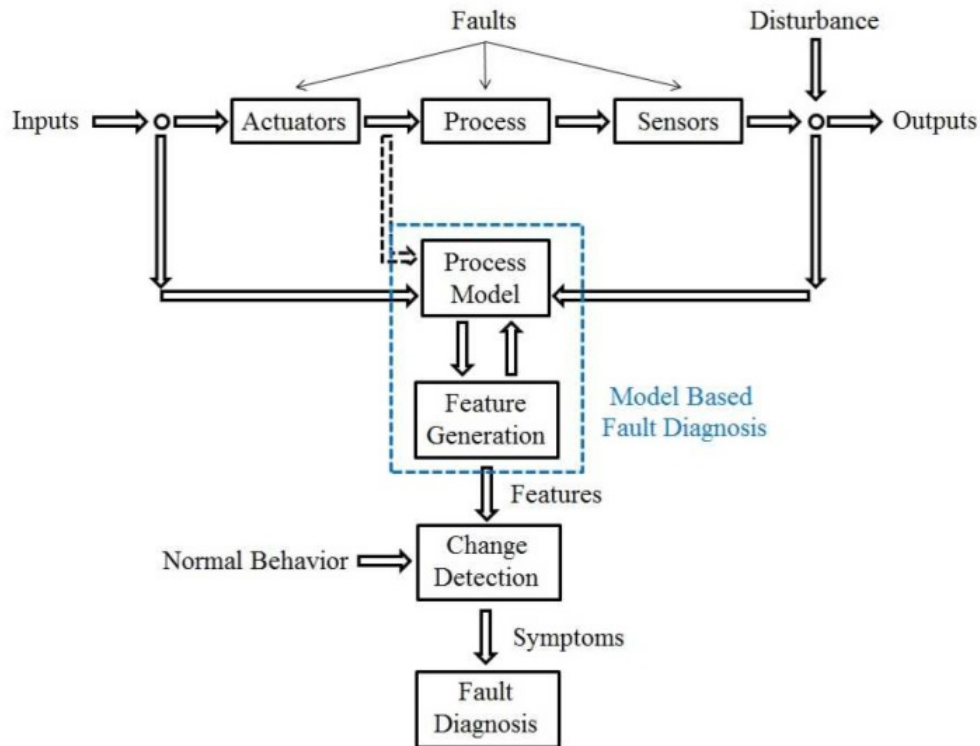 Faults
Disturbance
Inputs
Actuators
Process
Sensors
Outputs
Process
Model
Feature
Generation
Model Based
Fault Diagnosis
Features
Normal Behavior
Change
Detection
Symptoms
Fault
Diagnosis